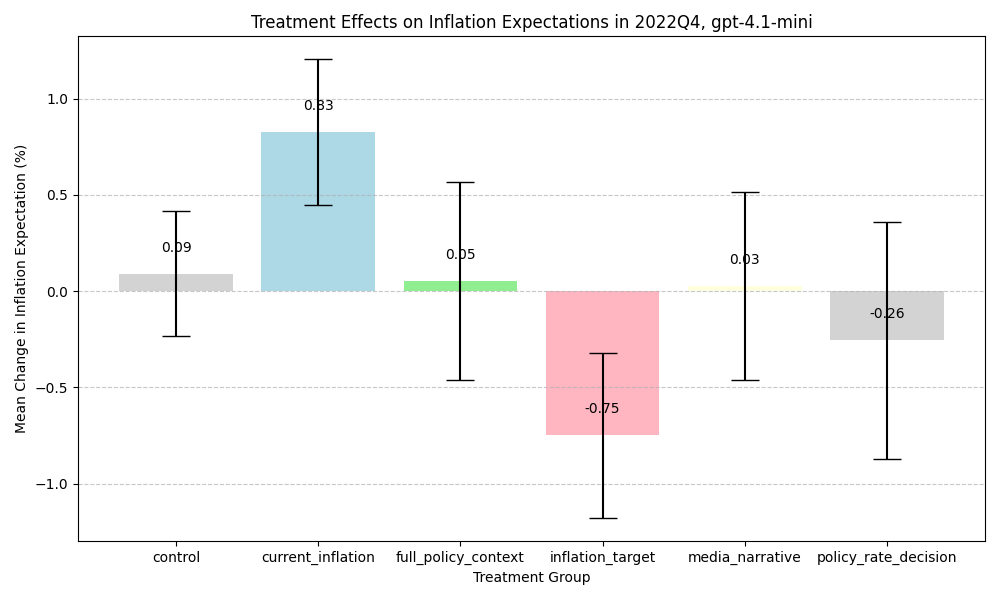 Treatment Effects on Inflation Expectations in 2022Q4, gpt-4.1-mini
Mean Change in Inflation Expectation (%)
1.0
0.5
0.0
−0.5
−1.0
0.09
0.83
0.05
-0.75
0.03
-0.26
control
current_inflation
full_policy_context
inflation_target
media_narrative
policy_rate_decision
Treatment Group